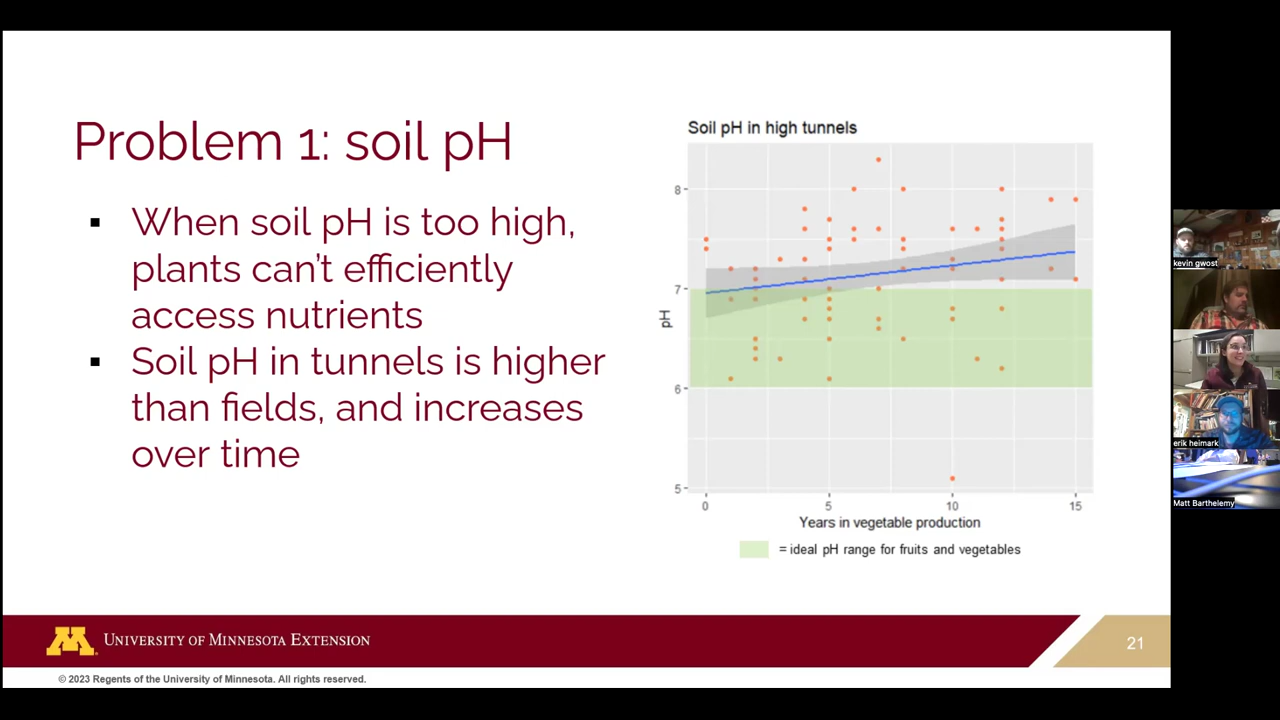 Problem 1: soil pH
▪ When soil pH is too high,
plants can't efficiently
access nutrients
▪ Soil pH in tunnels is higher
than fields, and increases
over time
Soil pH in high tunnels
8
7
6
5
pH
0 5 10 15
Years in vegetable production
= ideal pH range for fruits and vegetables
kevin gwost
erik heimark
Matt Barthelemy
M UNIVERSITY OF MINNESOTA EXTENSION
21
© 2023 Regents of the University of Minnesota. All rights reserved.